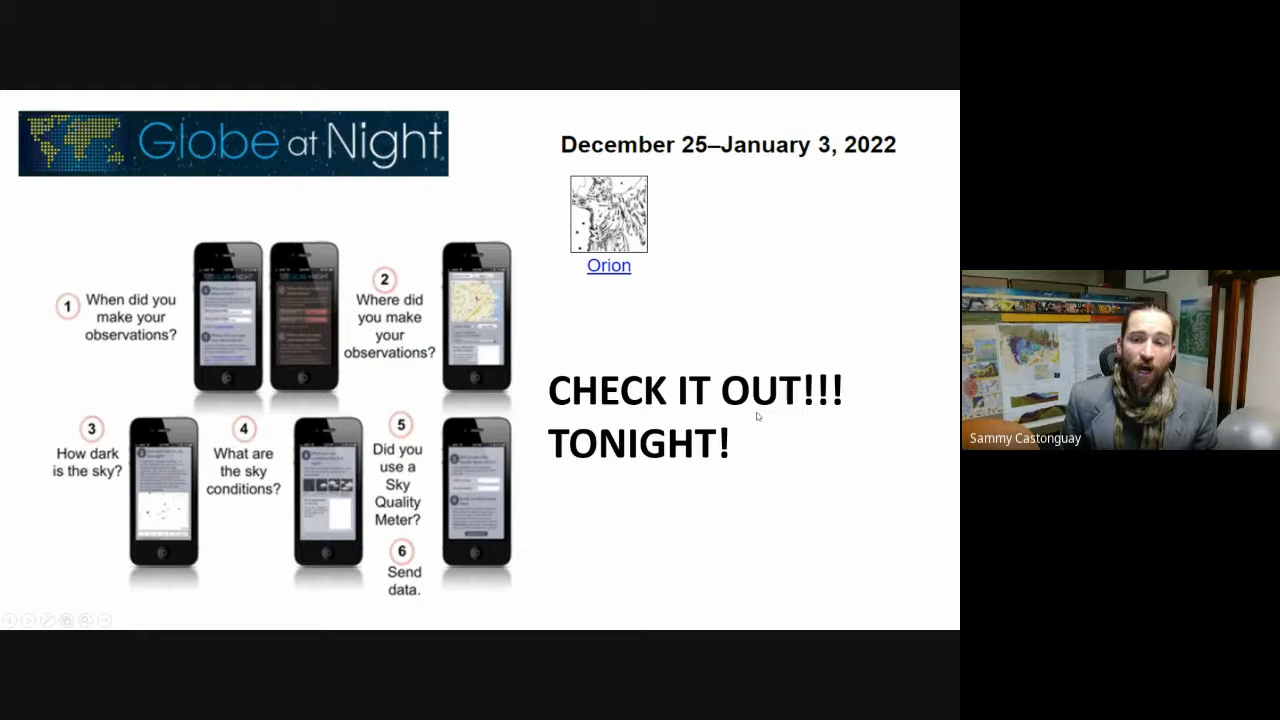 Globe at Night
December 25–January 3, 2022
Orion
1
When did you
make your
observations?
2
Where did
you make
your
observations?
CHECK IT OUT!!!
TONIGHT!
3
How dark
is the sky?
4
What are
the sky
conditions?
5
Did you
use a
Sky
Quality
Meter?
6
Send
data.
Sammy Castonguay